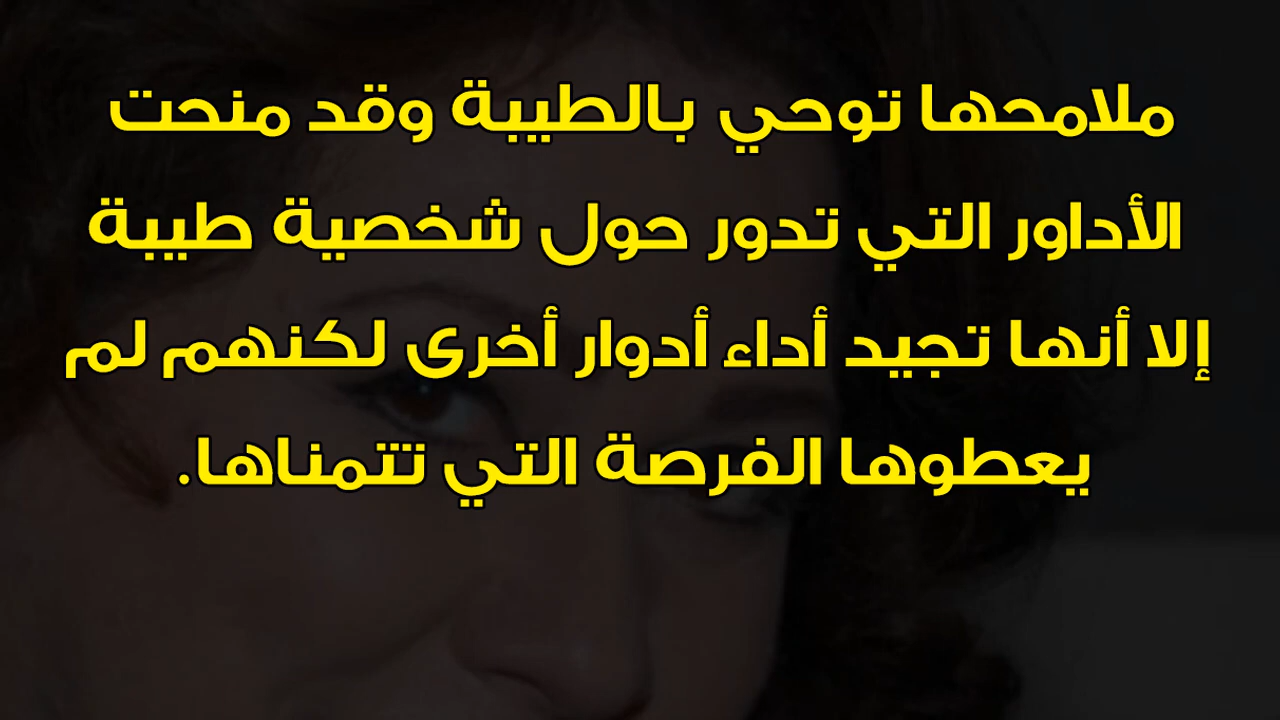 ملامحها توحي بالطيبة وقد منحت
الأداور التي تدور حول شخصية طيبة
إلا أنها تجيد أداء أدوار أخرى لكنهم لم
يعطوها الفرصة التي تتمناها.